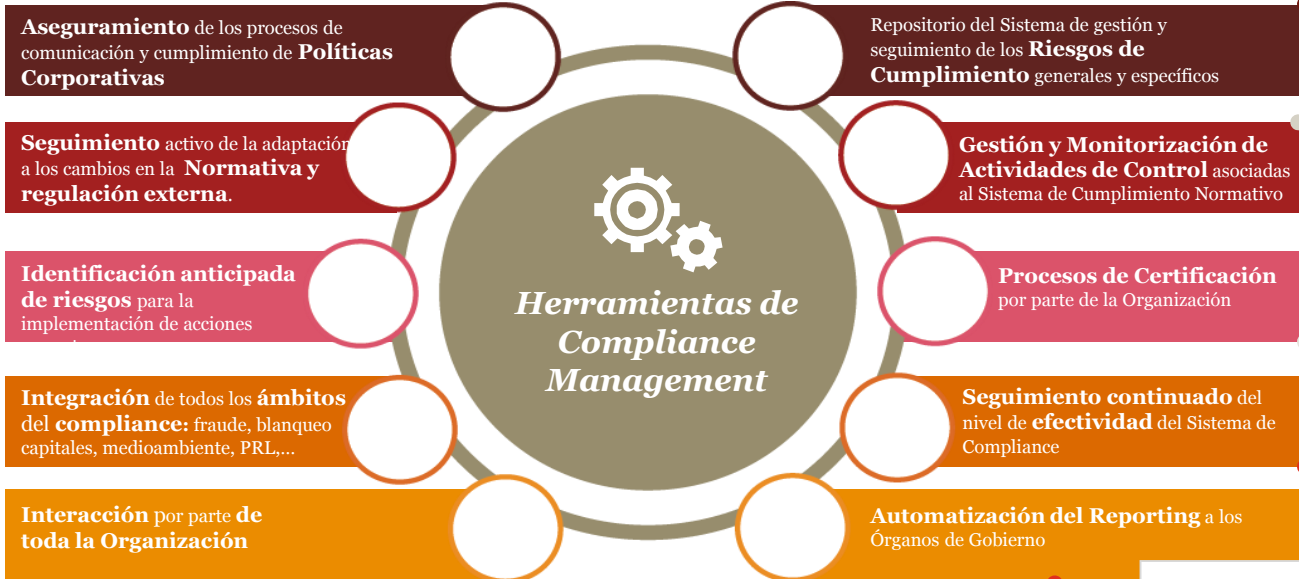 Aseguramiento de los procesos de
comunicación y cumplimiento de Políticas
Corporativas
Seguimiento activo de la adaptación
a los cambios en la Normativa y
regulación externa.
Identificación anticipada
de riesgos para la
implementación de acciones
Integración de todos los ámbitos
del compliance: fraude, blanqueo
capitales, medioambiente, PRL,...
Interacción por parte de
toda la Organización
Herramientas de
Compliance
Management
Repositorio del Sistema de gestión y
seguimiento de los Riesgos de
Cumplimiento generales y específicos
Gestión y Monitorización de
Actividades de Control asociadas
al Sistema de Cumplimiento Normativo
Procesos de Certificación
por parte de la Organización
Seguimiento continuado del
nivel de efectividad del Sistema de
Compliance
Automatización del Reporting a los
Órganos de Gobierno